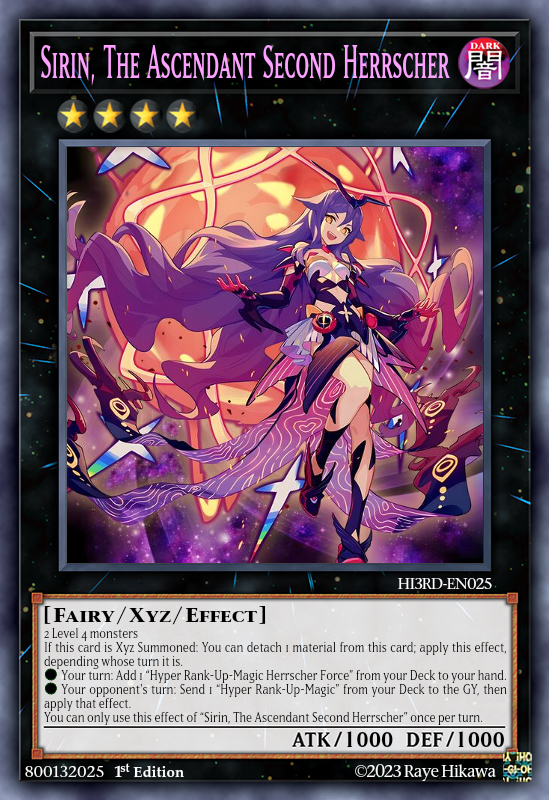 Sirin, The Ascendant Second Herrscher
DARK
闇
HI3RD-EN025
[Fairy/Xyz/Effect]
2 Level 4 monsters
If this card is Xyz Summoned: You can detach 1 material from this card; apply this effect,
depending whose turn it is.
● Your turn: Add 1 “Hyper Rank-Up-Magic Herrscher Force” from your Deck to your hand.
● Your opponent's turn: Send 1 “Hyper Rank-Up-Magic” from your Deck to the GY, then
apply that effect.
You can only use this effect of “Sirin, The Ascendant Second Herrscher” once per turn.
ATK/1000 DEF/1000
800132025 1st Edition ©2023 Raye Hikawa